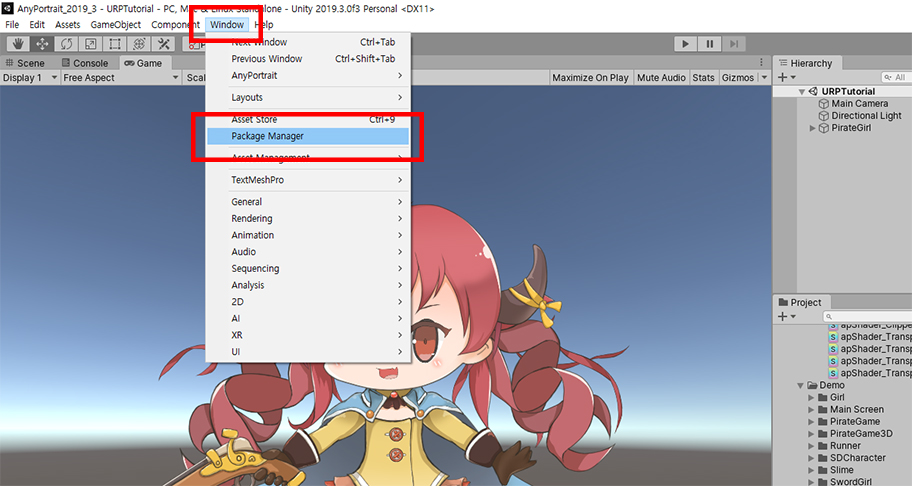 AnyPortrait_2019_3 - URPTutorial - PC, Mac & Linux Standalone - Unity 2019.3.0f3 Personal <DX11>
File Edit Assets GameObject Component Window Help
Scene Console Game Hierarchy
Display 1 Free Aspect Scal Maximize On Play Mute Audio Stats Gizmos All
Next Window Ctrl+Tab
Previous Window Ctrl+Shift+Tab
AnyPortrait
Layouts
Asset Store Ctrl+9
Package Manager
Asset Management
TextMeshPro
General
Rendering
Animation
Audio
Sequencing
Analysis
2D
AI
XR
UI
URPTutorial
Main Camera
Directional Light
PirateGirl
Project
apShader_Clippe
apShader_Transp
apShader_Transp
apShader_Transp
apShader_Transp
Demo
Girl
Main Screen
PirateGame
PirateGame3D
Runner
SDCharacter
Slime
SwordGirl